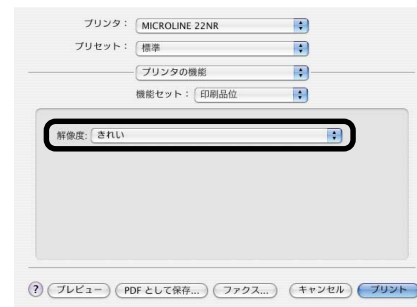 プリンタ： MICROLINE 22NR
プリセット： 標準
プリンタの機能
機能セット： 印刷品位
解像度: きれい
? プレビュー PDF として保存... ファクス... キャンセル プリント